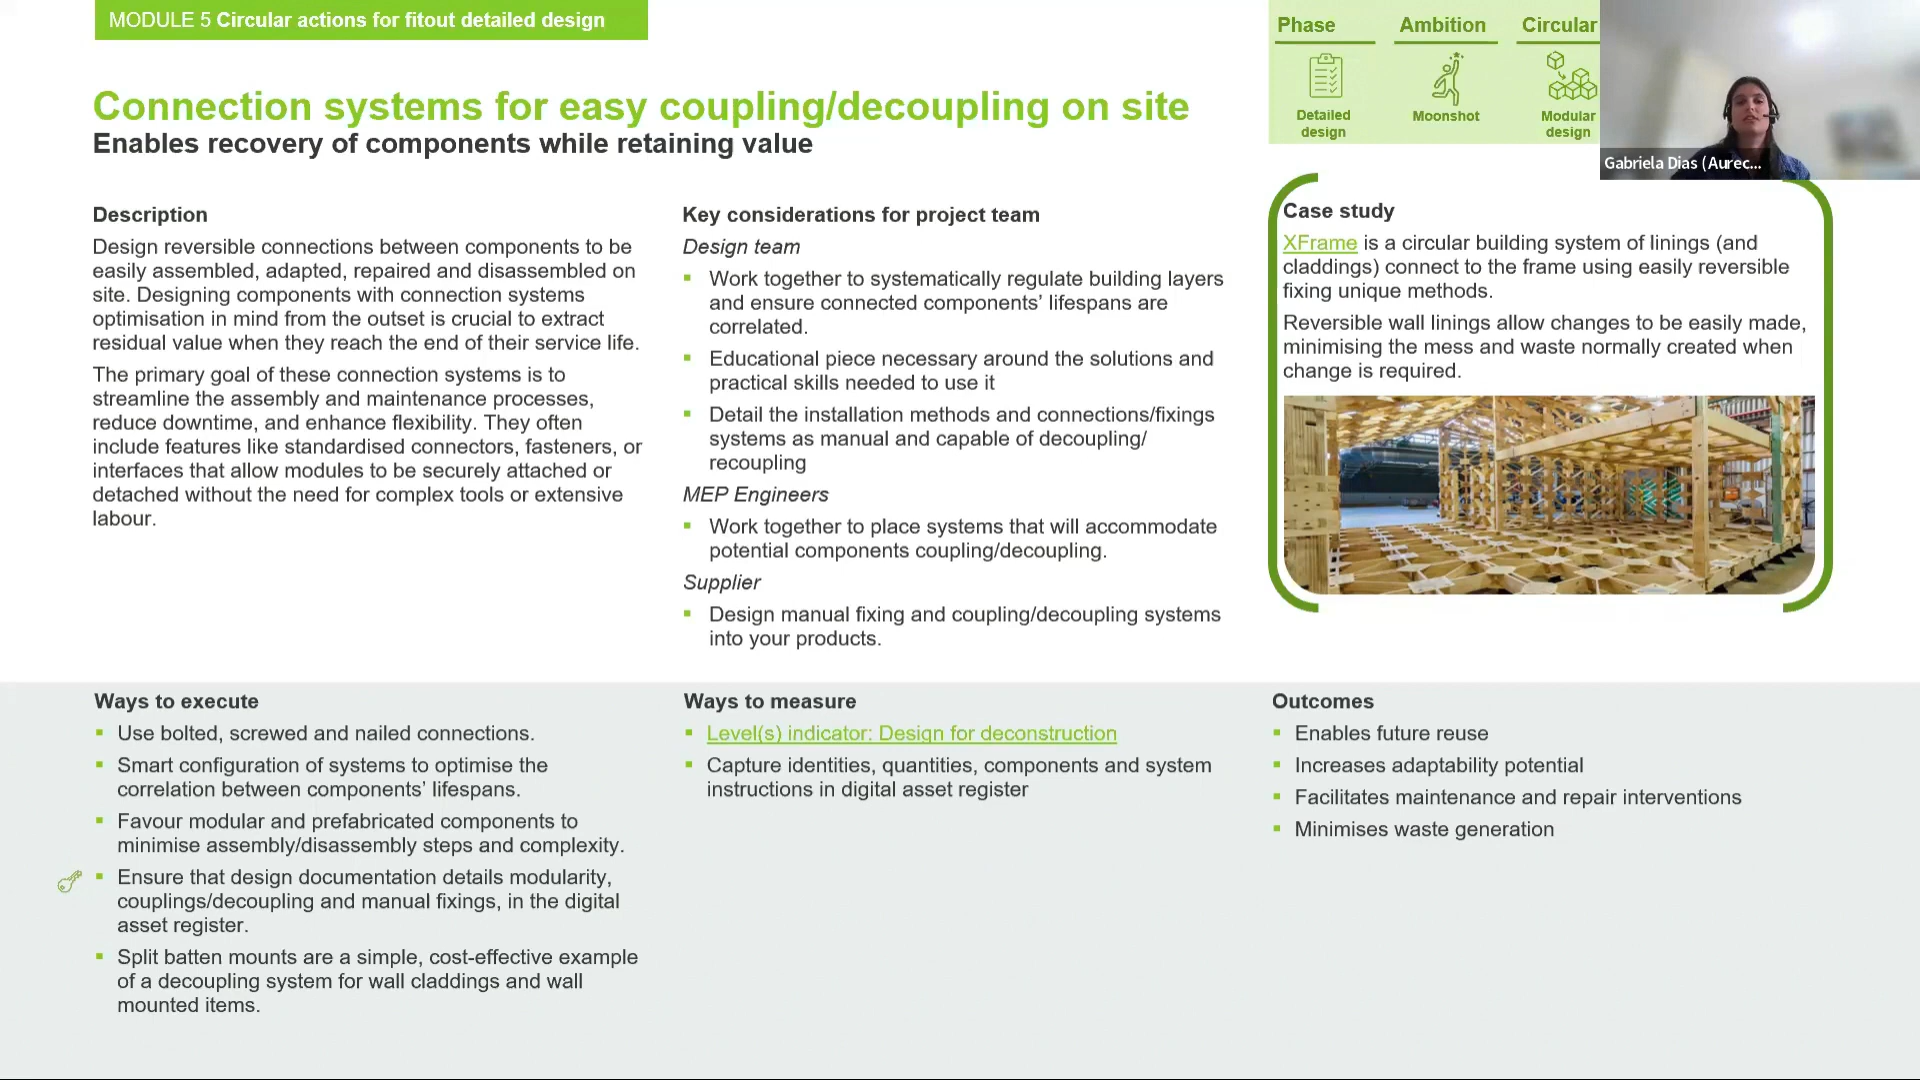 MODULE 5 Circular actions for fitout detailed design
Connection systems for easy coupling/decoupling on site
Enables recovery of components while retaining value
Phase
Detailed
design
Ambition
Moonshot
Circular
Modular
design
Gabriela Dias (Aurec...
Description
Design reversible connections between components to be
easily assembled, adapted, repaired and disassembled on
site. Designing components with connection systems
optimisation in mind from the outset is crucial to extract
residual value when they reach the end of their service life.
The primary goal of these connection systems is to
streamline the assembly and maintenance processes,
reduce downtime, and enhance flexibility. They often
include features like standardised connectors, fasteners, or
interfaces that allow modules to be securely attached or
detached without the need for complex tools or extensive
labour.
Key considerations for project team
Design team
▪ Work together to systematically regulate building layers
and ensure connected components’ lifespans are
correlated.
▪ Educational piece necessary around the solutions and
practical skills needed to use it
▪ Detail the installation methods and connections/fixings
systems as manual and capable of decoupling/
recoupling
MEP Engineers
▪ Work together to place systems that will accommodate
potential components coupling/decoupling.
Supplier
▪ Design manual fixing and coupling/decoupling systems
into your products.
Case study
XFrame is a circular building system of linings (and
claddings) connect to the frame using easily reversible
fixing unique methods.
Reversible wall linings allow changes to be easily made,
minimising the mess and waste normally created when
change is required.
Ways to execute
▪ Use bolted, screwed and nailed connections.
▪ Smart configuration of systems to optimise the
correlation between components’ lifespans.
▪ Favour modular and prefabricated components to
minimise assembly/disassembly steps and complexity.
▪ Ensure that design documentation details modularity,
couplings/decoupling and manual fixings, in the digital
asset register.
▪ Split batten mounts are a simple, cost-effective example
of a decoupling system for wall claddings and wall
mounted items.
Ways to measure
▪ Level(s) indicator: Design for deconstruction
▪ Capture identities, quantities, components and system
instructions in digital asset register
Outcomes
▪ Enables future reuse
▪ Increases adaptability potential
▪ Facilitates maintenance and repair interventions
▪ Minimises waste generation